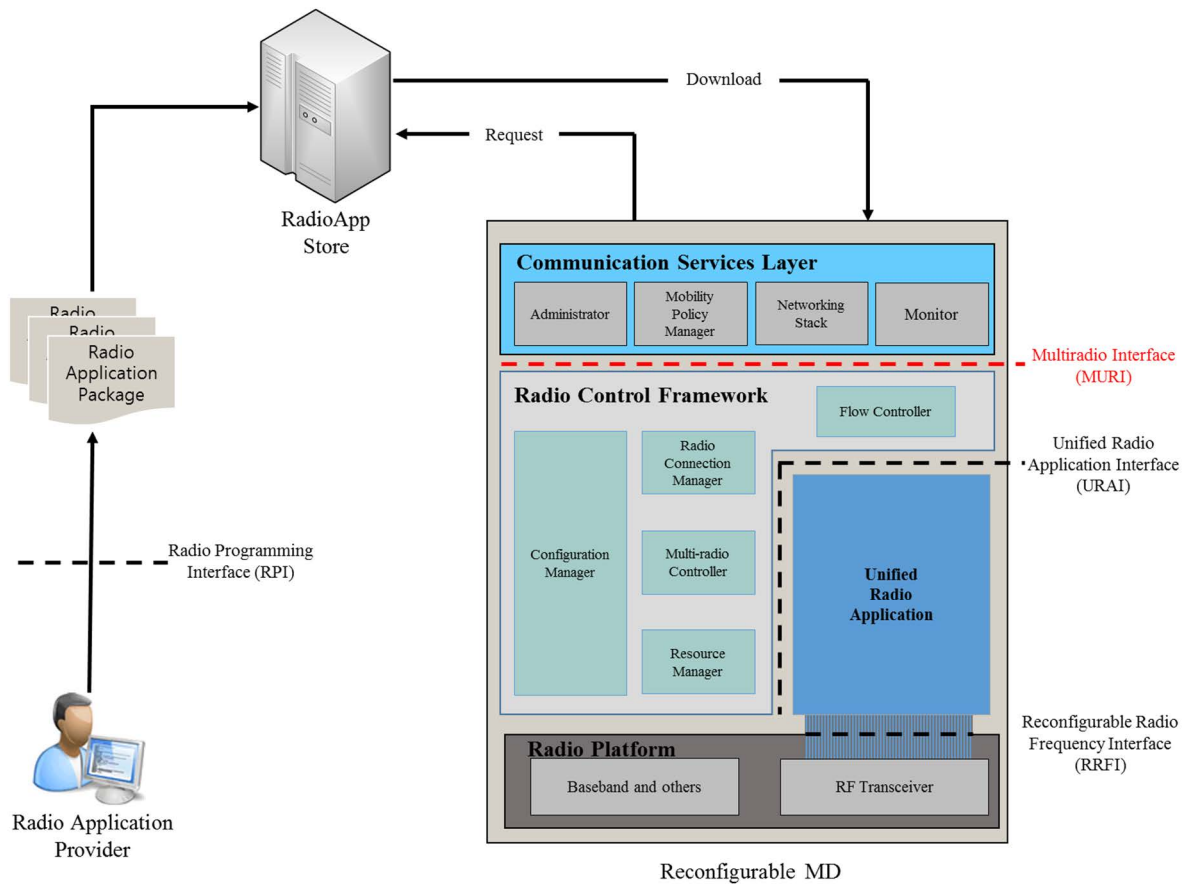 Download
Request
RadioApp
Store
Radio
Radio
Radio
Application
Package
Radio Programming
Interface (RPI)
Radio Application
Provider
Communication Services Layer
Administrator
Mobility
Policy
Manager
Networking
Stack
Monitor
Multiradio Interface
(MURI)
Radio Control Framework
Flow Controller
Radio
Connection
Manager
Unified Radio
Application Interface
(URAI)
Configuration
Manager
Multi-radio
Controller
Unified
Radio
Application
Resource
Manager
Reconfigurable Radio
Frequency Interface
(RRFI)
Radio Platform
Baseband and others
RF Transceiver
Reconfigurable MD